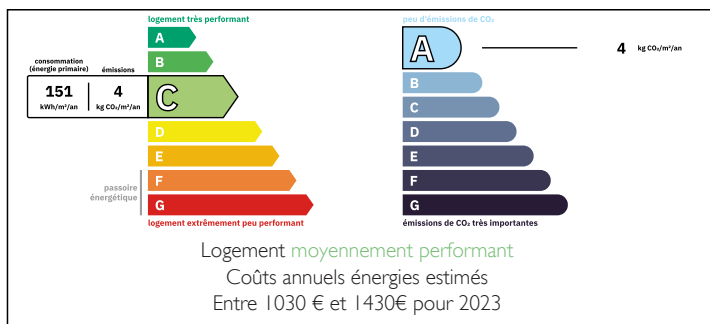 logement très performant
A
B
consommation
(énergie primaire)
émissions
151
kWh/m²/an
4
kg CO₂/m²/an
C
D
E
F
G
passoire
énergétique
logement extrêmement peu performant
peu d'émissions de CO₂
A
4 kg CO₂/m²/an
B
C
D
E
F
G
émissions de CO₂ très importantes
Logement moyennement performant
Coûts annuels énergies estimés
Entre 1030 € et 1430€ pour 2023